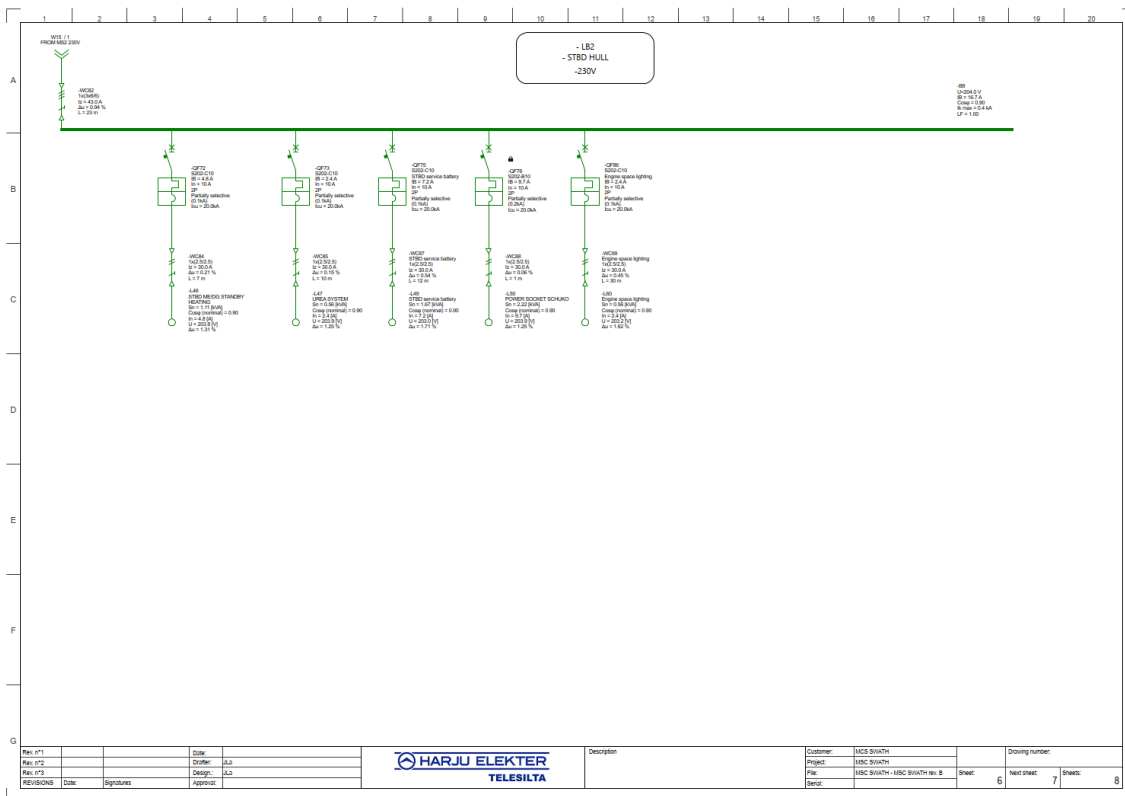 1 2 3 4 5 6 7 8 9 10 11 12 13 14 15 16 17 18 19 20
W1S / 1
FROM MS2 230V
- LB2
- STBD HULL
-230V
A
-WC82
1x(3x6/6)
Iz = 43.0 A
Δu = 0.94 %
L = 23 m
-B8
U=204.0 V
IB = 16.7 A
Cosφ = 0.90
Ik max = 0.4 kA
LF = 1.00
B
-QF72
S202-C10
IB = 4.8 A
In = 10 A
2P
Partially selective
(0.1kA)
Icu = 20.0kA
-QF73
S202-C10
IB = 2.4 A
In = 10 A
2P
Partially selective
(0.1kA)
Icu = 20.0kA
-QF75
S202-C10
STBD service battery
IB = 7.2 A
In = 10 A
2P
Partially selective
(0.1kA)
Icu = 20.0kA
-QF78
S202-B10
IB = 9.7 A
In = 10 A
2P
Partially selective
(0.2kA)
Icu = 20.0kA
-QF86
S202-C10
Engine space lighting
IB = 2.4 A
In = 10 A
2P
Partially selective
(0.1kA)
Icu = 20.0kA
C
-WC84
1x(2.5/2.5)
Iz = 30.0 A
Δu = 0.21 %
L = 7 m
-WC85
1x(2.5/2.5)
Iz = 30.0 A
Δu = 0.15 %
L = 10 m
-WC87
STBD service battery
1x(2.5/2.5)
Iz = 30.0 A
Δu = 0.54 %
L = 12 m
-WC88
1x(2.5/2.5)
Iz = 30.0 A
Δu = 0.06 %
L = 1 m
-WC99
Engine space lighting
1x(2.5/2.5)
Iz = 30.0 A
Δu = 0.45 %
L = 30 m
-L46
STBD ME/DG STANDBY
HEATING
Sn = 1.11 [kVA]
Cosφ (nominal) = 0.90
In = 4.8 [A]
U = 203.8 [V]
Δu = 1.31 %
-L47
UREA SYSTEM
Sn = 0.56 [kVA]
Cosφ (nominal) = 0.90
In = 2.4 [A]
U = 203.9 [V]
Δu = 1.25 %
-L49
STBD service battery
Sn = 1.67 [kVA]
Cosφ (nominal) = 0.90
In = 7.2 [A]
U = 203.0 [V]
Δu = 1.71 %
-L50
POWER SOCKET SCHUKO
Sn = 2.22 [kVA]
Cosφ (nominal) = 0.90
In = 9.7 [A]
U = 203.9 [V]
Δu = 1.25 %
-L60
Engine space lighting
Sn = 0.56 [kVA]
Cosφ (nominal) = 0.90
In = 2.4 [A]
U = 203.2 [V]
Δu = 1.62 %
D
E
F
G
Rev. n°1 Date:
Rev. n°2 Drafter: JLa
Rev. n°3 Design.: JLa
REVISIONS Date: Signatures Approval:
HARJU ELEKTER
TELESILTA
Description
Customer: MCS SWATH
Project: MSC SWATH
File: MSC SWATH - MSC SWATH rev. B
Serial:
Drawing number:
Sheet: 6 Next sheet: 7 Sheets: 8